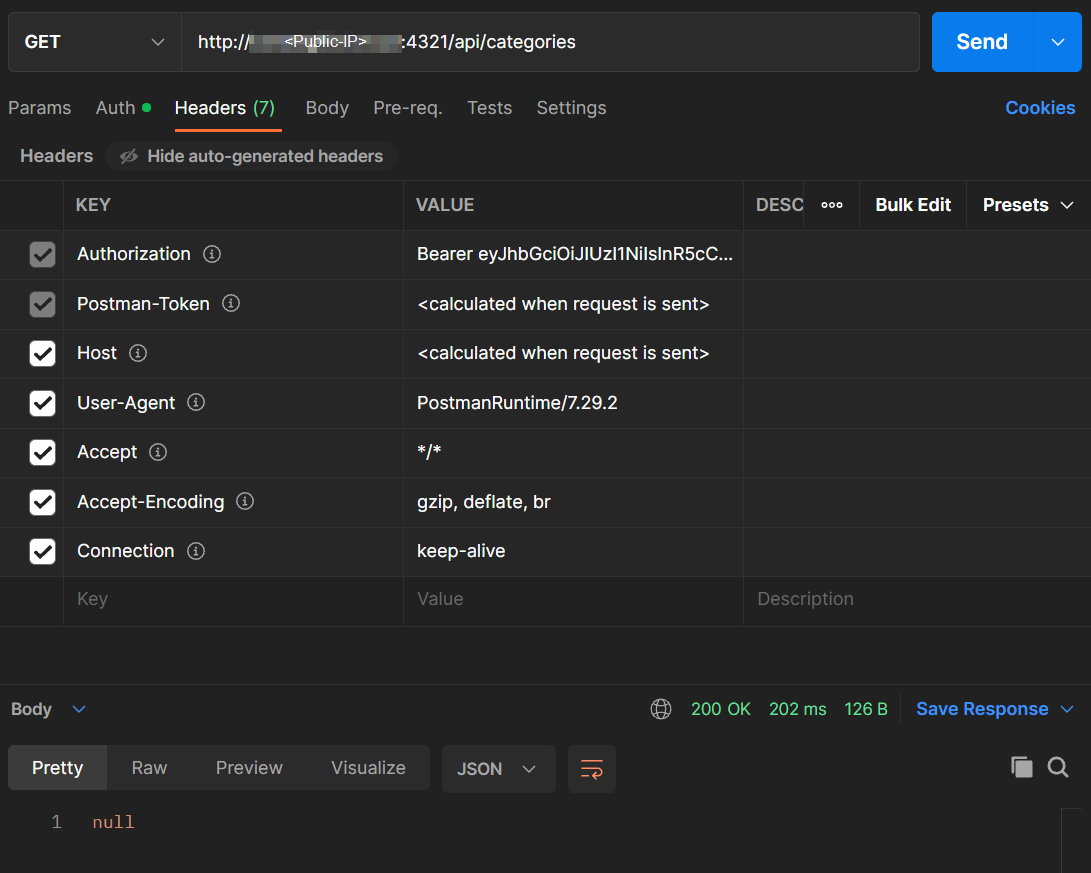 GET http://<Public-IP>:4321/api/categories Send
Params Auth Headers (7) Body Pre-req. Tests Settings Cookies
Headers Hide auto-generated headers
KEY VALUE DESC ooo Bulk Edit Presets
Authorization Bearer eyJhbGciOiJIUzI1NiIsInR5cC...
Postman-Token <calculated when request is sent>
Host <calculated when request is sent>
User-Agent PostmanRuntime/7.29.2
Accept */*
Accept-Encoding gzip, deflate, br
Connection keep-alive
Key Value Description
Body 200 OK 202 ms 126 B Save Response
Pretty Raw Preview Visualize JSON
1 null